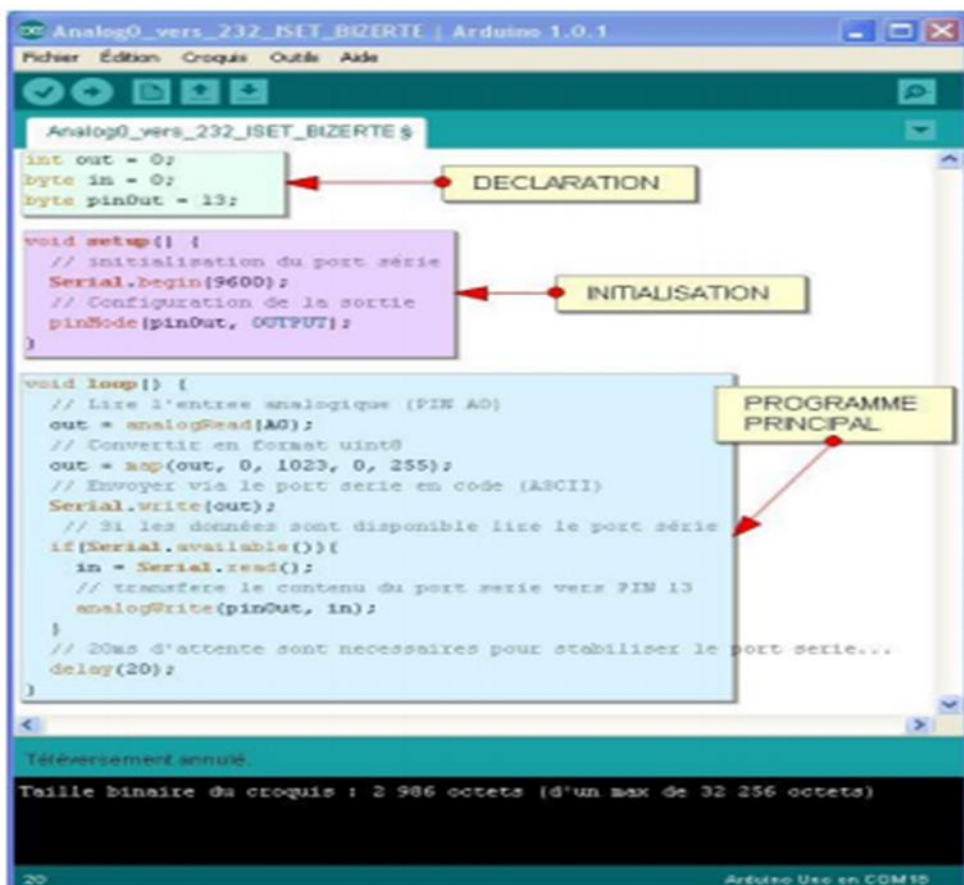 Analog0_vers_232_ISET_BIZERTE | Arduino 1.0.1
Fichier Édition Croquis Outils Aide
Analog0_vers_232_ISET_BIZERTE §
int out = 0;
byte in = 0;
byte pinOut = 13;
DECLARATION
void setup() {
// initialisation du port série
Serial.begin(9600);
// Configuration de la sortie
pinMode(pinOut, OUTPUT);
}
INITIALISATION
void loop() {
// Lire l'entree analogique (PIN A0)
out = analogRead(A0);
// Convertir en format uint8
out = map(out, 0, 1023, 0, 255);
// Envoyer via le port serie en code (ASCII)
Serial.write(out);
// Si les données sont disponible lire le port série
if(Serial.available()){
in = Serial.read();
// transfere le contenu du port serie vers PIN 13
analogWrite(pinOut, in);
}
// 20ms d'attente sont necessaires pour stabiliser le port serie...
delay(20);
}
PROGRAMME
PRINCIPAL
Téléversement annulé.
Taille binaire du croquis : 2 986 octets (d'un max de 32 256 octets)
20
Arduino Uno en COM15